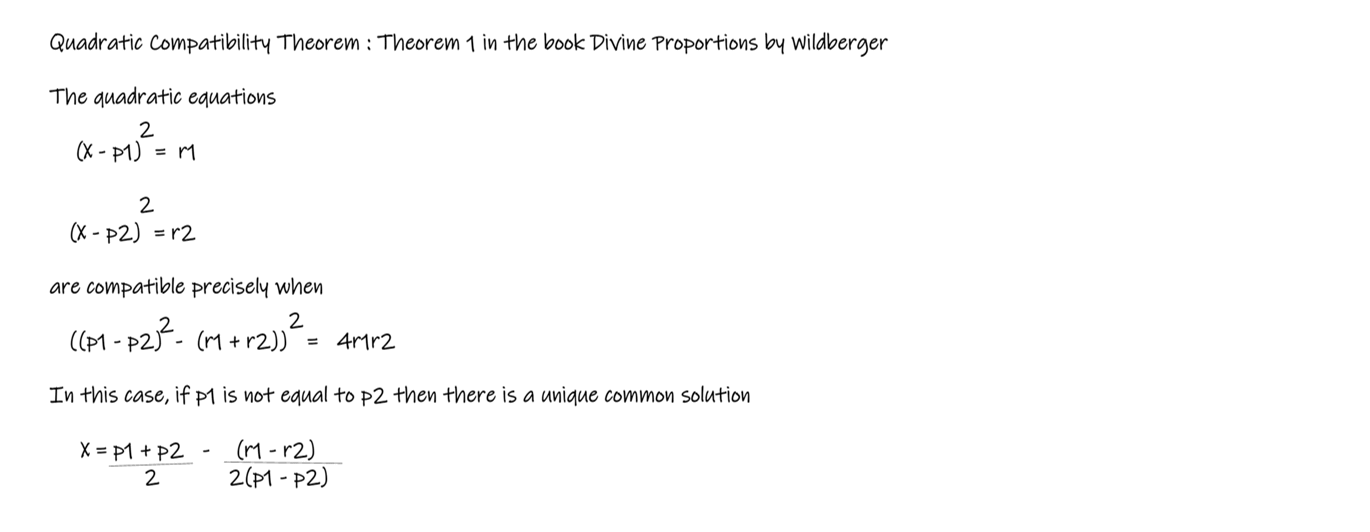 Quadratic Compatibility Theorem : Theorem 1 in the book Divine Proportions by Wildberger
The quadratic equations
(x - p1)^2 = r1
(x - p2)^2 = r2
are compatible precisely when
((p1 - p2)^2 - (r1 + r2))^2 = 4r1r2
In this case, if p1 is not equal to p2 then there is a unique common solution
x = p1 + p2 - (r1 - r2)
2 2(p1 - p2)